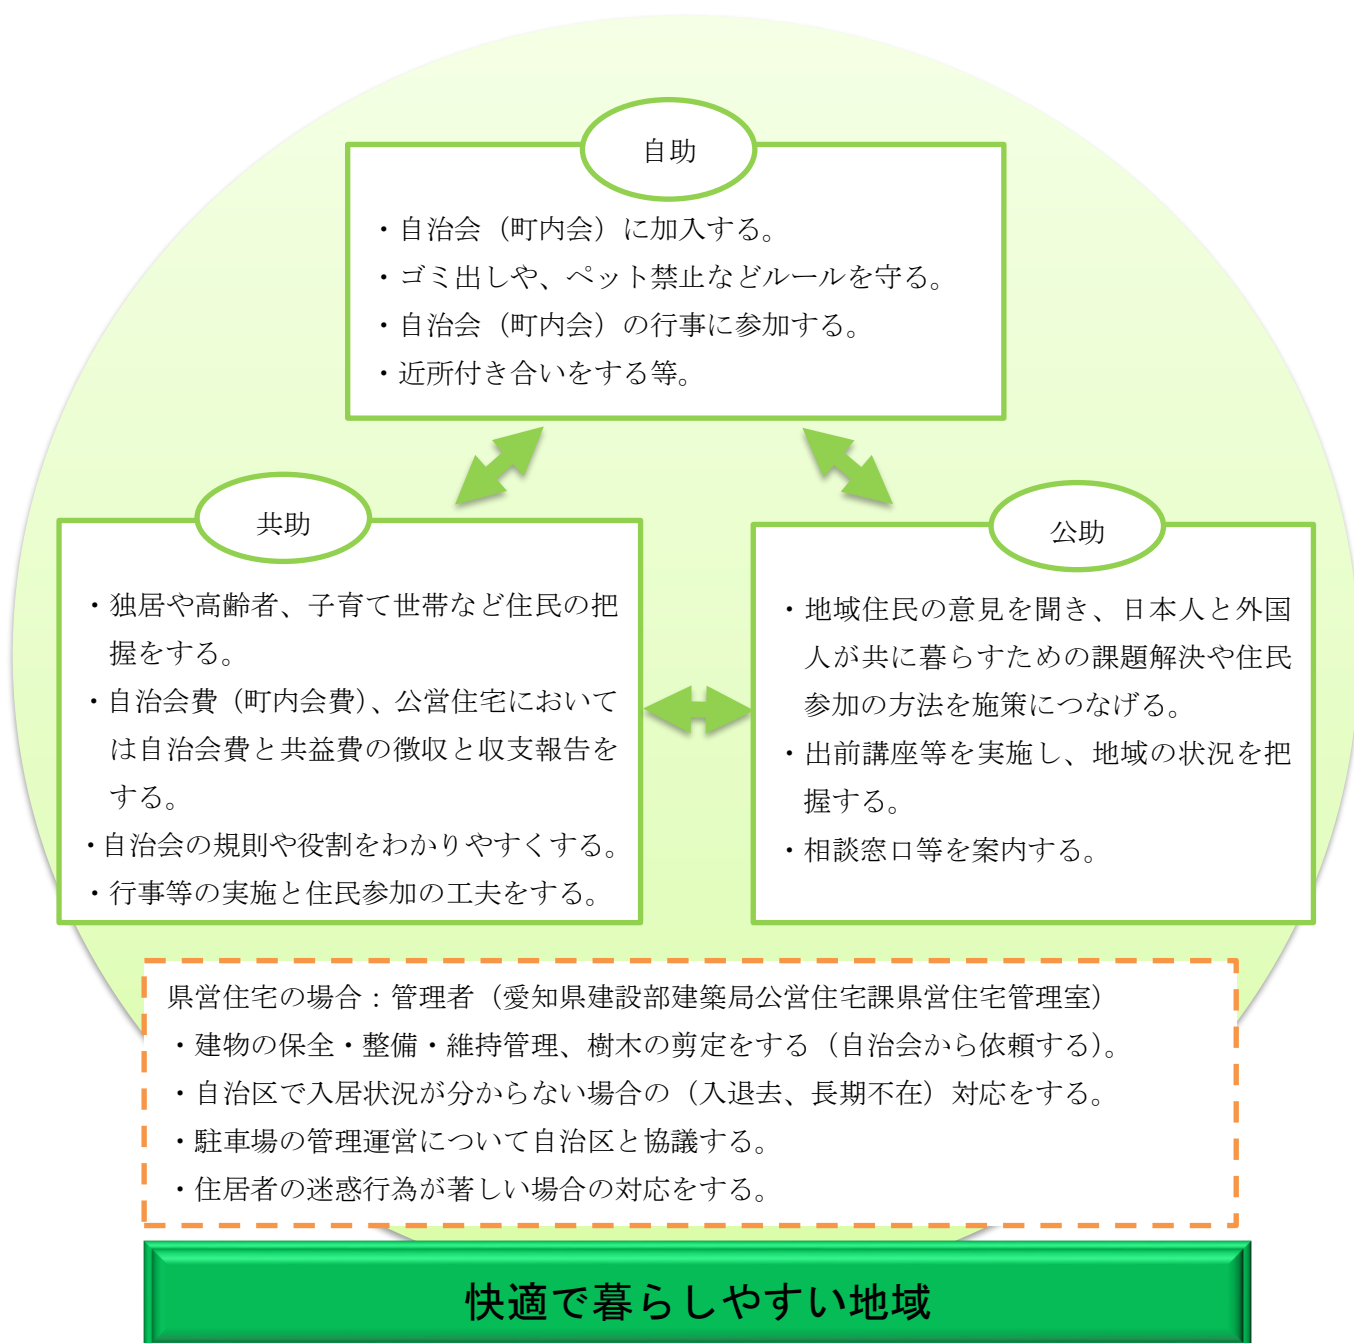 自助
・自治会（町内会）に加入する。
・ゴミ出しや、ペット禁止などルールを守る。
・自治会（町内会）の行事に参加する。
・近所付き合いをする等。
共助
・独居や高齢者、子育て世帯など住民の把
握をする。
・自治会費（町内会費）、公営住宅において
は自治会費と共益費の徴収と収支報告を
する。
・自治会の規則や役割をわかりやすくする。
・行事等の実施と住民参加の工夫をする。
公助
・地域住民の意見を聞き、日本人と外国
人が共に暮らすための課題解決や住民
参加の方法を施策につなげる。
・出前講座等を実施し、地域の状況を把
握する。
・相談窓口等を案内する。
県営住宅の場合：管理者（愛知県建設部建築局公営住宅課県営住宅管理室）
・建物の保全・整備・維持管理、樹木の剪定をする（自治会から依頼する）。
・自治区で入居状況が分からない場合の（入退去、長期不在）対応をする。
・駐車場の管理運営について自治区と協議する。
・住居者の迷惑行為が著しい場合の対応をする。
快適で暮らしやすい地域